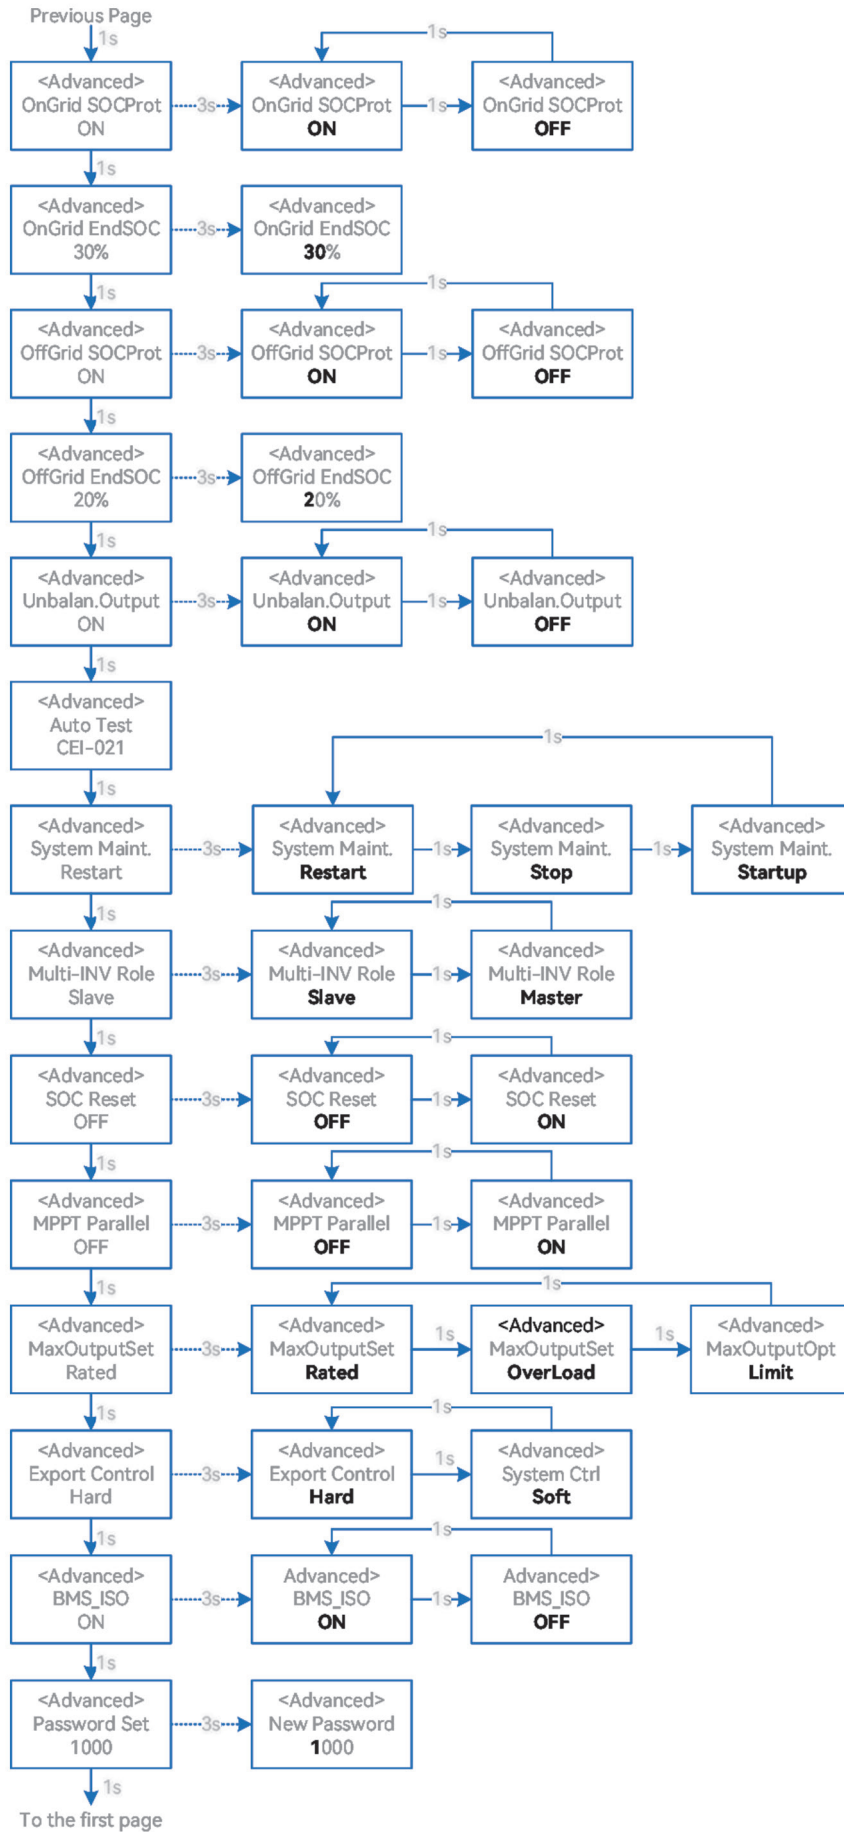 Previous Page
1s
1s
<Advanced>
OnGrid SOCProt
ON
3s
<Advanced>
OnGrid SOCProt
ON
1s
<Advanced>
OnGrid SOCProt
OFF
1s
<Advanced>
OnGrid EndSOC
30%
3s
<Advanced>
OnGrid EndSOC
30%
1s
1s
<Advanced>
OffGrid SOCProt
ON
3s
<Advanced>
OffGrid SOCProt
ON
1s
<Advanced>
OffGrid SOCProt
OFF
1s
<Advanced>
OffGrid EndSOC
20%
3s
<Advanced>
OffGrid EndSOC
20%
1s
1s
<Advanced>
Unbalan.Output
ON
3s
<Advanced>
Unbalan.Output
ON
1s
<Advanced>
Unbalan.Output
OFF
1s
<Advanced>
Auto Test
CEI-021
1s
1s
<Advanced>
System Maint.
Restart
3s
<Advanced>
System Maint.
Restart
1s
<Advanced>
System Maint.
Stop
1s
<Advanced>
System Maint.
Startup
1s
1s
<Advanced>
Multi-INV Role
Slave
3s
<Advanced>
Multi-INV Role
Slave
1s
<Advanced>
Multi-INV Role
Master
1s
1s
<Advanced>
SOC Reset
OFF
3s
<Advanced>
SOC Reset
OFF
1s
<Advanced>
SOC Reset
ON
1s
1s
<Advanced>
MPPT Parallel
OFF
3s
<Advanced>
MPPT Parallel
OFF
1s
<Advanced>
MPPT Parallel
ON
1s
1s
<Advanced>
MaxOutputSet
Rated
3s
<Advanced>
MaxOutputSet
Rated
1s
<Advanced>
MaxOutputSet
OverLoad
1s
<Advanced>
MaxOutputOpt
Limit
1s
1s
<Advanced>
Export Control
Hard
3s
<Advanced>
Export Control
Hard
1s
<Advanced>
System Ctrl
Soft
1s
1s
<Advanced>
BMS_ISO
ON
3s
Advanced>
BMS_ISO
ON
1s
Advanced>
BMS_ISO
OFF
1s
<Advanced>
Password Set
1000
3s
<Advanced>
New Password
1000
1s
To the first page